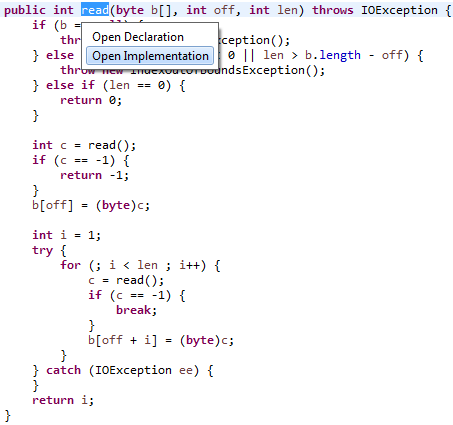 public int read(byte b[], int off, int len) throws IOException {
    if (b = ll) {
        thr ception();
    } else 0 || len > b.length - off) {
        throw new IndexOutOfBoundsException();
    } else if (len == 0) {
        return 0;
    }
Open Declaration
Open Implementation
    int c = read();
    if (c == -1) {
        return -1;
    }
    b[off] = (byte)c;
    int i = 1;
    try {
        for (; i < len ; i++) {
            c = read();
            if (c == -1) {
                break;
            }
            b[off + i] = (byte)c;
        }
    } catch (IOException ee) {
    }
    return i;
}